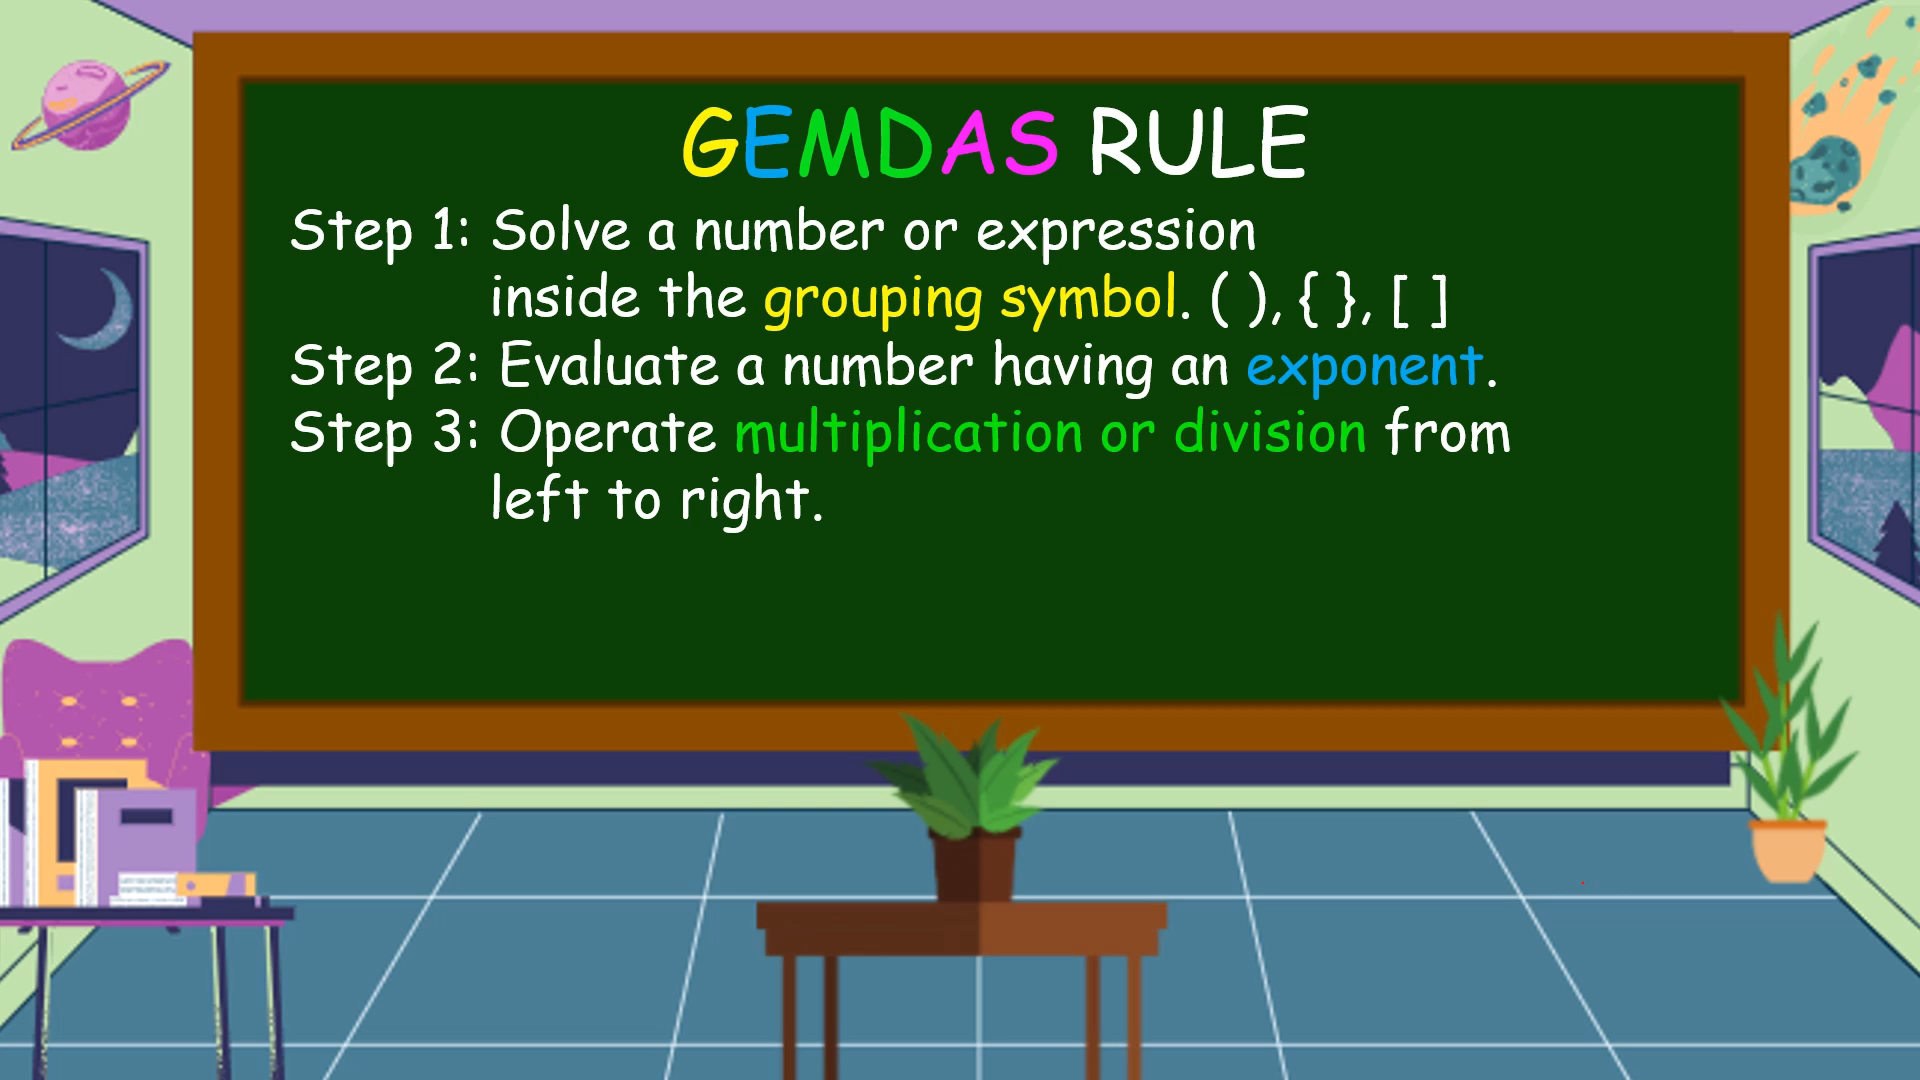 GEMDAS RULE
Step 1: Solve a number or expression
inside the grouping symbol. ( ), { }, [ ]
Step 2: Evaluate a number having an exponent.
Step 3: Operate multiplication or division from
left to right.